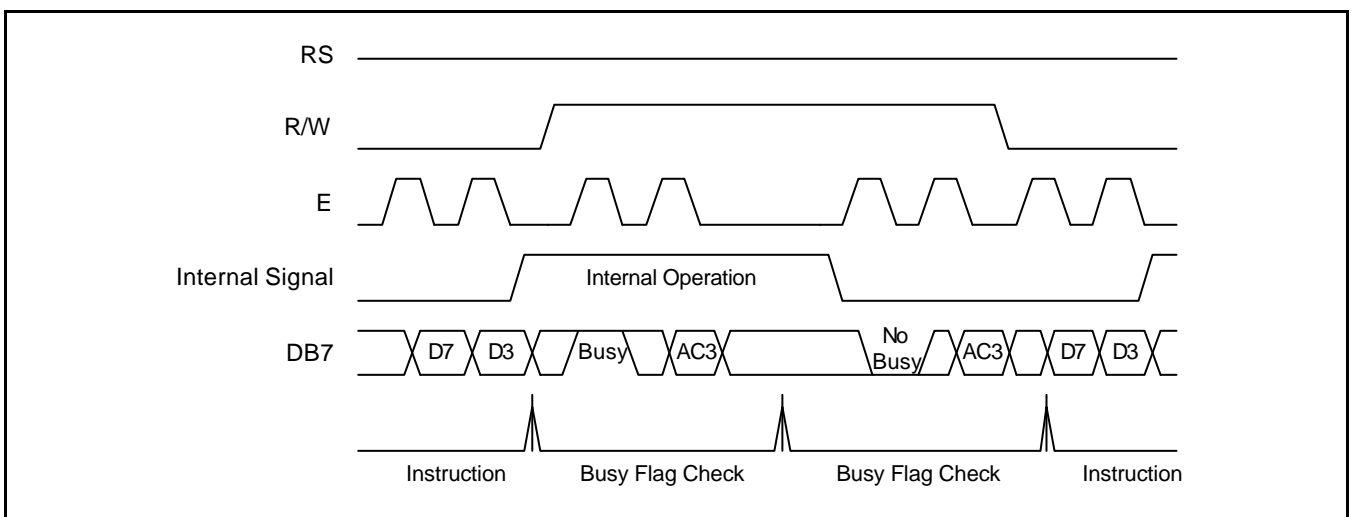 RS
R/W
E
Internal Signal
Internal Operation
DB7
D7
D3
Busy
AC3
No
Busy
AC3
D7
D3
Instruction
Busy Flag Check
Busy Flag Check
Instruction